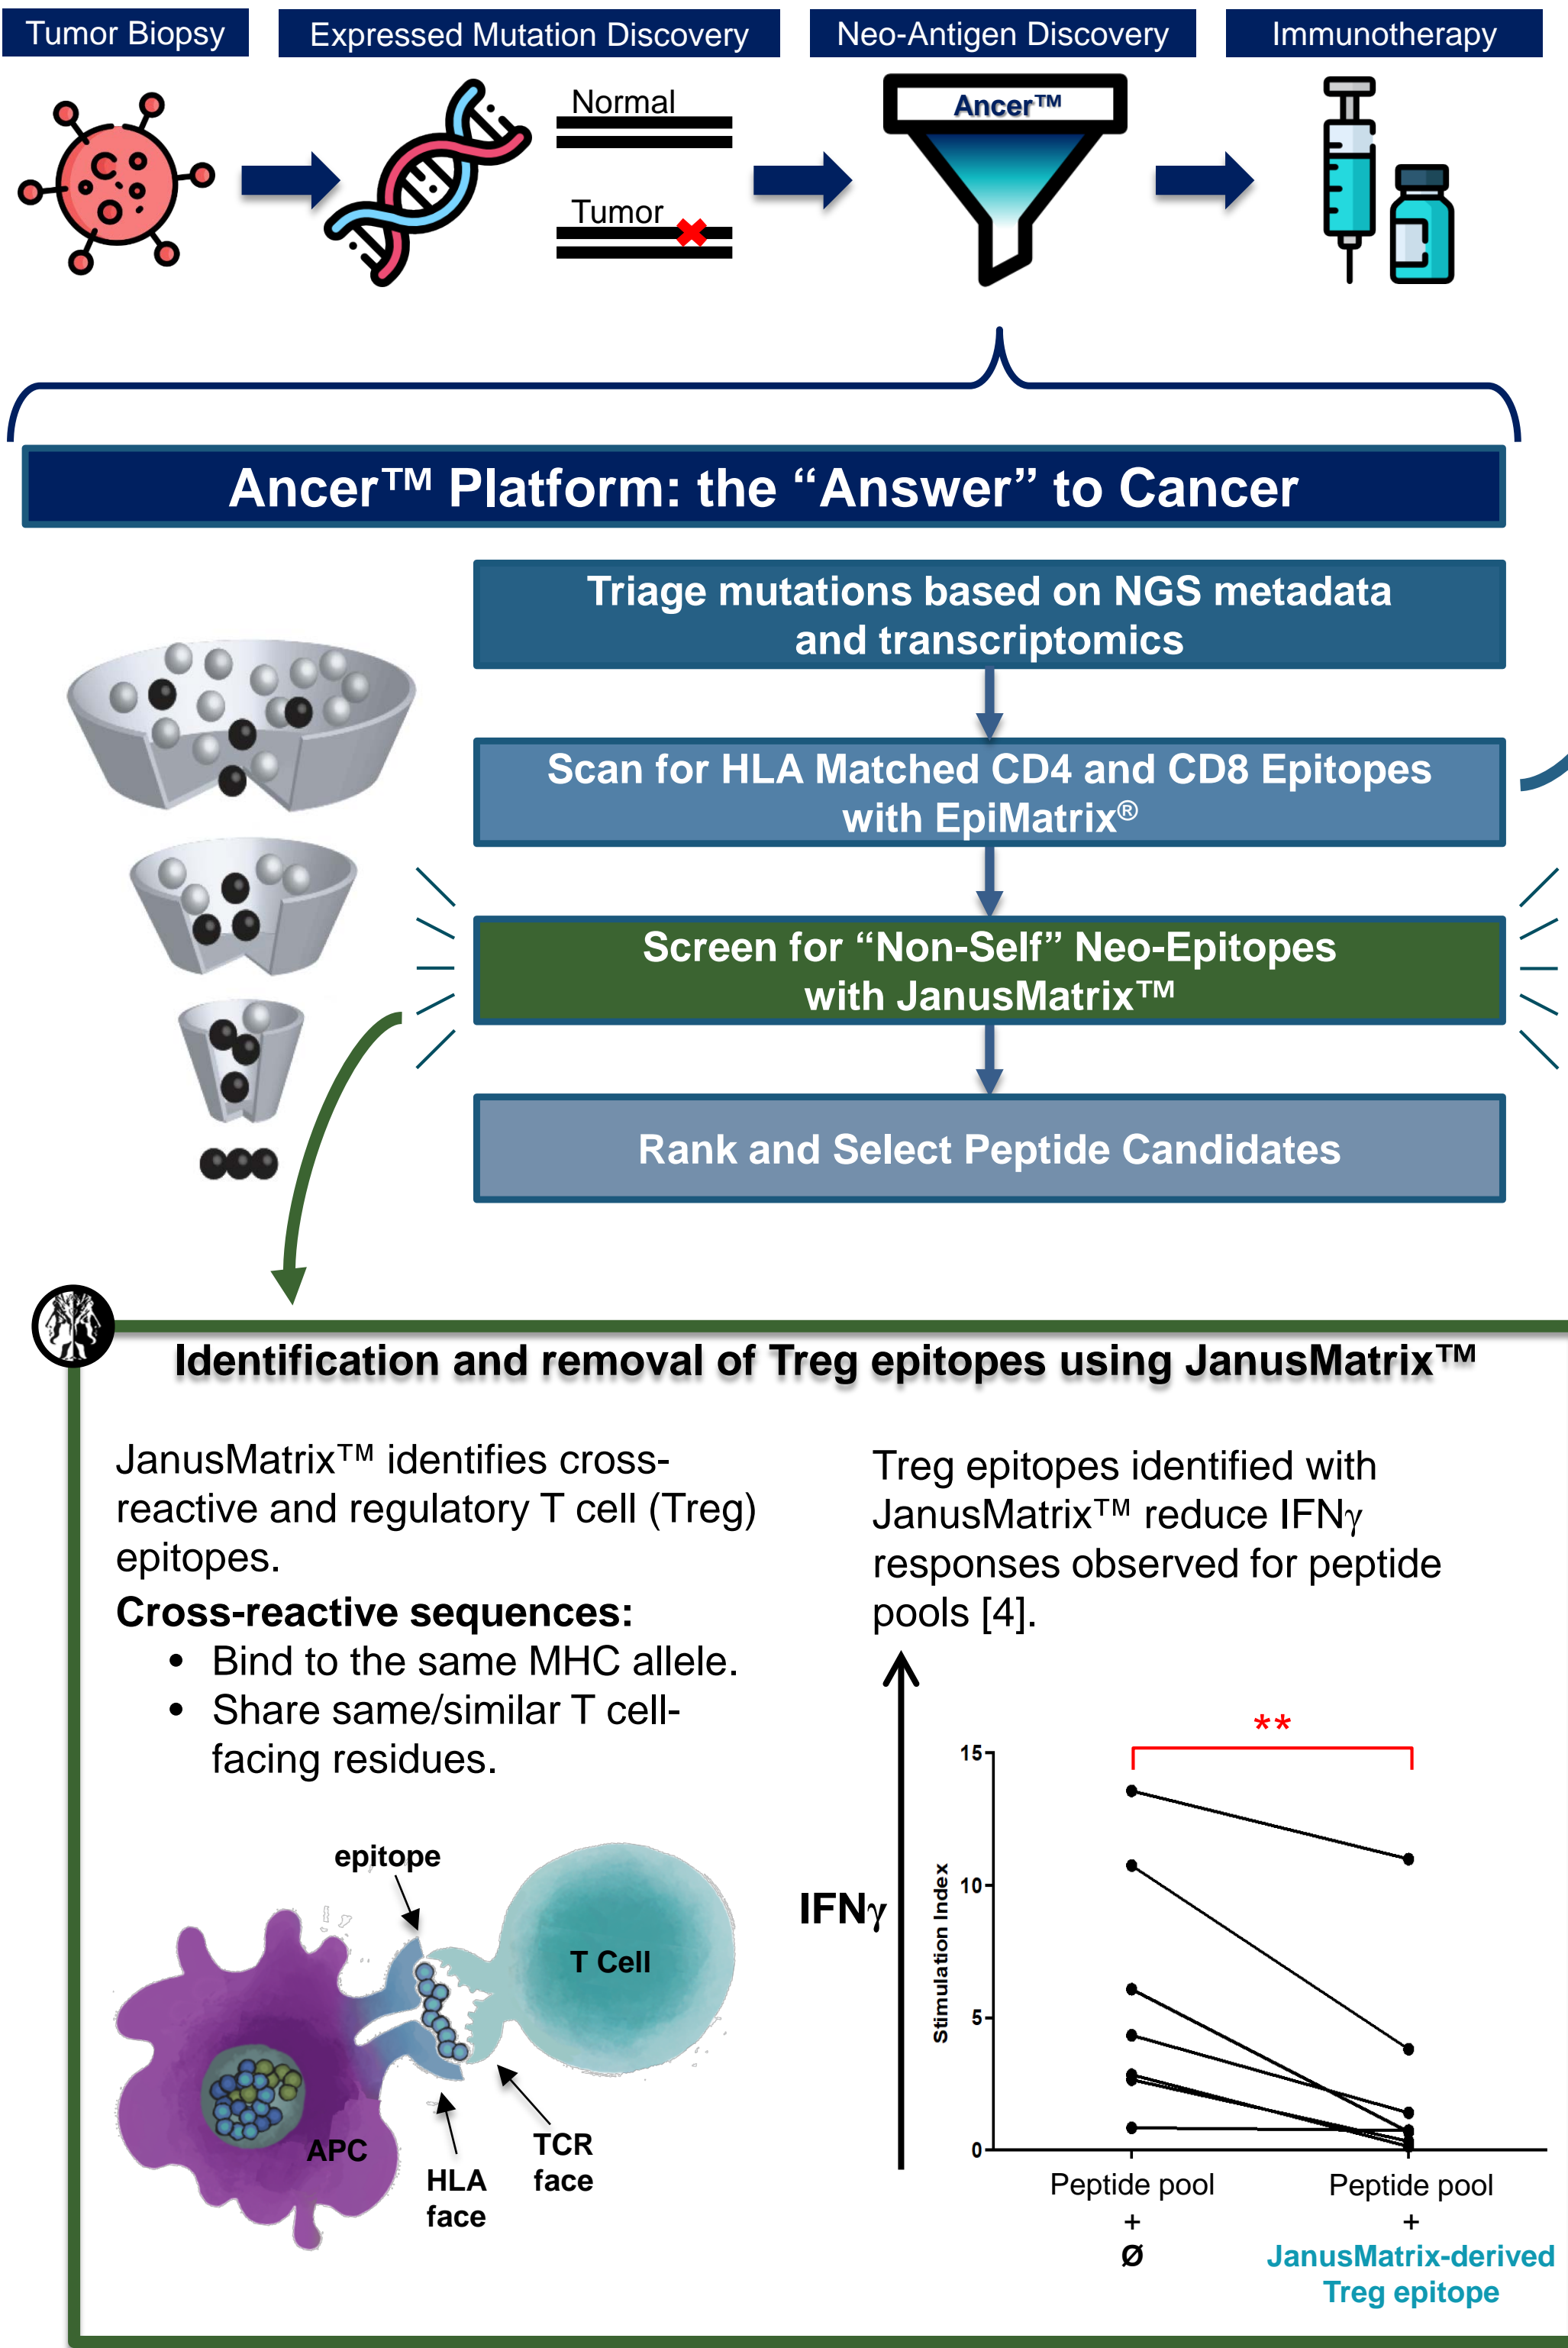 Tumor Biopsy
Expressed Mutation Discovery
Neo-Antigen Discovery
Immunotherapy
Normal
Tumor
Ancer™
Ancer™ Platform: the “Answer” to Cancer
Triage mutations based on NGS metadata
and transcriptomics
Scan for HLA Matched CD4 and CD8 Epitopes
with EpiMatrix®
Screen for “Non-Self” Neo-Epitopes
with JanusMatrix™
Rank and Select Peptide Candidates
Identification and removal of Treg epitopes using JanusMatrix™
JanusMatrix™ identifies cross-
reactive and regulatory T cell (Treg)
epitopes.
Cross-reactive sequences:
• Bind to the same MHC allele.
• Share same/similar T cell-
facing residues.
epitope
T Cell
APC
HLA
face
TCR
face
Treg epitopes identified with
JanusMatrix™ reduce IFNγ
responses observed for peptide
pools [4].
IFNγ
Stimulation Index
15
10
5
0
**
Peptide pool
+
Ø
Peptide pool
+
JanusMatrix-derived
Treg epitope